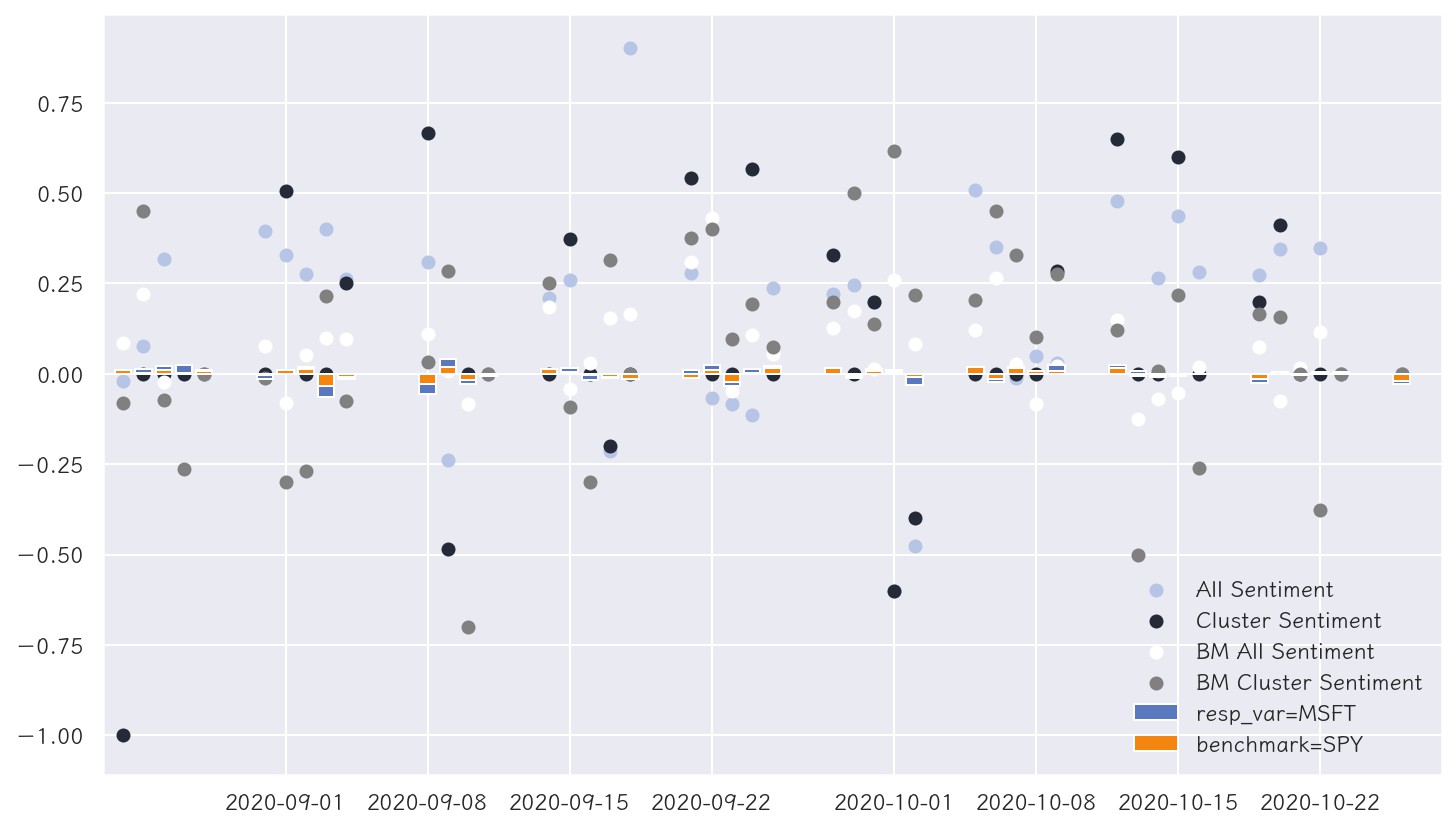 0.75
0.50
0.25
0.00
−0.25
−0.50
−0.75
−1.00
All Sentiment
Cluster Sentiment
BM All Sentiment
BM Cluster Sentiment
resp_var=MSFT
benchmark=SPY
2020-09-01 2020-09-08 2020-09-15 2020-09-22 2020-10-01 2020-10-08 2020-10-15 2020-10-22